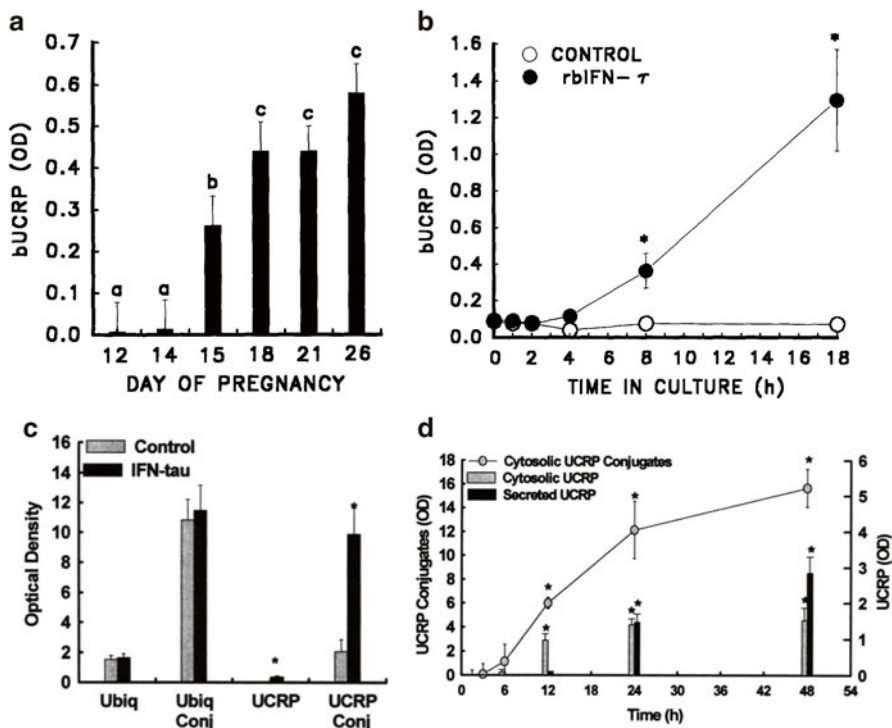 a
bUCRP (OD)
0.7
0.6
0.5
0.4
0.3
0.2
0.1
0.0
a a b c c c
12 14 15 18 21 26
DAY OF PREGNANCY
b
bUCRP (OD)
1.6
1.4
1.2
1.0
0.8
0.6
0.4
0.2
0.0
CONTROL
rbIFN-τ
* *
0 2 4 6 8 10 12 14 16 18
TIME IN CULTURE (h)
c
Optical Density
16
14
12
10
8
6
4
2
0
Control
IFN-tau
* *
Ubiq Ubiq Conj UCRP UCRP Conj
d
UCRP Conjugates (OD)
18
16
14
12
10
8
6
4
2
0
Cytosolic UCRP Conjugates
Cytosolic UCRP
Secreted UCRP
* * *
* * * * *
6
5
4
3
2
1
0
UCRP (OD)
0 6 12 18 24 30 36 42 48 54
Time (h)